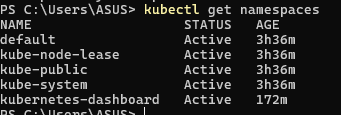 PS C:\Users\ASUS> kubectl get namespaces
NAME                   STATUS   AGE
default                Active   3h36m
kube-node-lease        Active   3h36m
kube-public            Active   3h36m
kube-system            Active   3h36m
kubernetes-dashboard   Active   172m
PS C:\Users\ASUS>